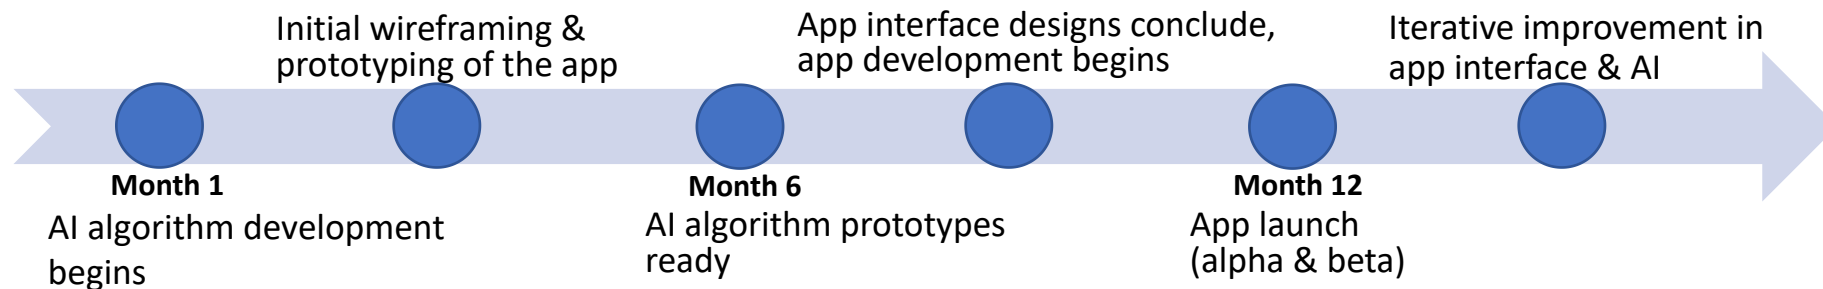 Initial wireframing &
prototyping of the app
App interface designs conclude,
app development begins
Iterative improvement in
app interface & AI
Month 1
AI algorithm development
begins
Month 6
AI algorithm prototypes
ready
Month 12
App launch
(alpha & beta)